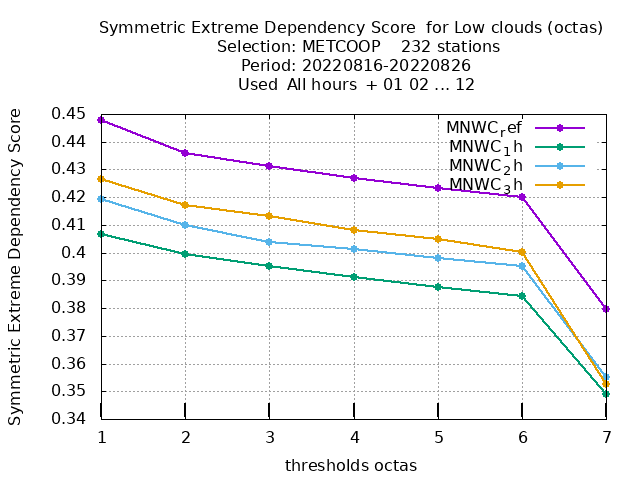 Symmetric Extreme Dependency Score for Low clouds (octas)
Selection: METCOOP 232 stations
Period: 20220816-20220826
Used All hours + 01 02 ... 12
Symmetric Extreme Dependency Score
0.45
0.44
0.43
0.42
0.41
0.4
0.39
0.38
0.37
0.36
0.35
0.34
MNWCref
MNWC1h
MNWC2h
MNWC3h
1 2 3 4 5 6 7
thresholds octas